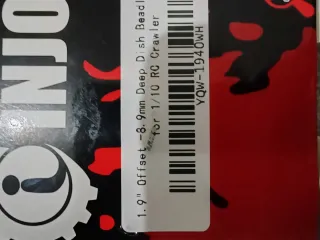 INJO
1.9" Offset -8.9mm Deep Dish Beadl
for 1/10 RC Crawler
YQW-1940WH